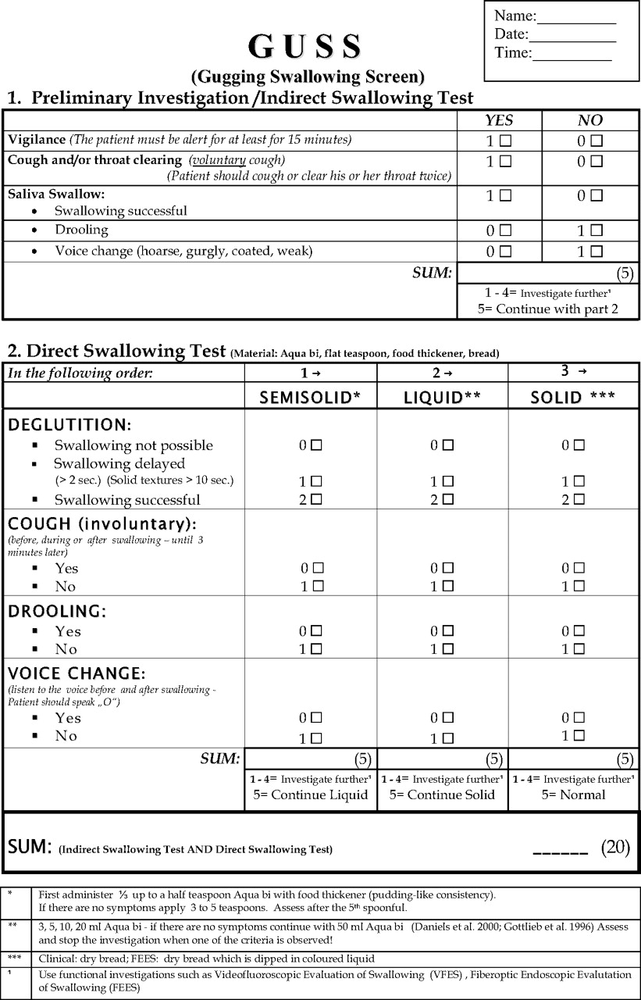 Name:__________
Date:___________
Time:__________
G U S S
(Gugging Swallowing Screen)
1. Preliminary Investigation/Indirect Swallowing Test
YES NO
Vigilance (The patient must be alert for at least for 15 minutes) 1 ☐ 0 ☐
Cough and/or throat clearing (voluntary cough) 1 ☐ 0 ☐
(Patient should cough or clear his or her throat twice)
Saliva Swallow: 1 ☐ 0 ☐
• Swallowing successful
• Drooling 0 ☐ 1 ☐
• Voice change (hoarse, gurgly, coated, weak) 0 ☐ 1 ☐
SUM: (5)
1 - 4= Investigate further¹
5= Continue with part 2
2. Direct Swallowing Test (Material: Aqua bi, flat teaspoon, food thickener, bread)
In the following order: 1 → 2 → 3 →
SEMISOLID* LIQUID** SOLID ***
DEGLUTITION:
▪ Swallowing not possible 0 ☐ 0 ☐ 0 ☐
▪ Swallowing delayed
(> 2 sec.) (Solid textures > 10 sec.) 1 ☐ 1 ☐ 1 ☐
▪ Swallowing successful 2 ☐ 2 ☐ 2 ☐
COUGH (involuntary):
(before, during or after swallowing – until 3
minutes later)
▪ Yes 0 ☐ 0 ☐ 0 ☐
▪ No 1 ☐ 1 ☐ 1 ☐
DROOLING:
▪ Yes 0 ☐ 0 ☐ 0 ☐
▪ No 1 ☐ 1 ☐ 1 ☐
VOICE CHANGE:
(listen to the voice before and after swallowing -
Patient should speak „O“)
▪ Yes 0 ☐ 0 ☐ 0 ☐
▪ No 1 ☐ 1 ☐ 1 ☐
SUM: (5) (5) (5)
1 - 4= Investigate further¹ 1 - 4= Investigate further¹ 1 - 4= Investigate further¹
5= Continue Liquid 5= Continue Solid 5= Normal
SUM: (Indirect Swallowing Test AND Direct Swallowing Test) ______ (20)
* First administer ⅓ up to a half teaspoon Aqua bi with food thickener (pudding-like consistency).
If there are no symptoms apply 3 to 5 teaspoons. Assess after the 5th spoonful.
** 3, 5, 10, 20 ml Aqua bi - if there are no symptoms continue with 50 ml Aqua bi (Daniels et al. 2000; Gottlieb et al. 1996) Assess
and stop the investigation when one of the criteria is observed!
*** Clinical: dry bread; FEES: dry bread which is dipped in coloured liquid
¹ Use functional investigations such as Videofluoroscopic Evaluation of Swallowing (VFES) , Fiberoptic Endoscopic Evalutation
of Swallowing (FEES)